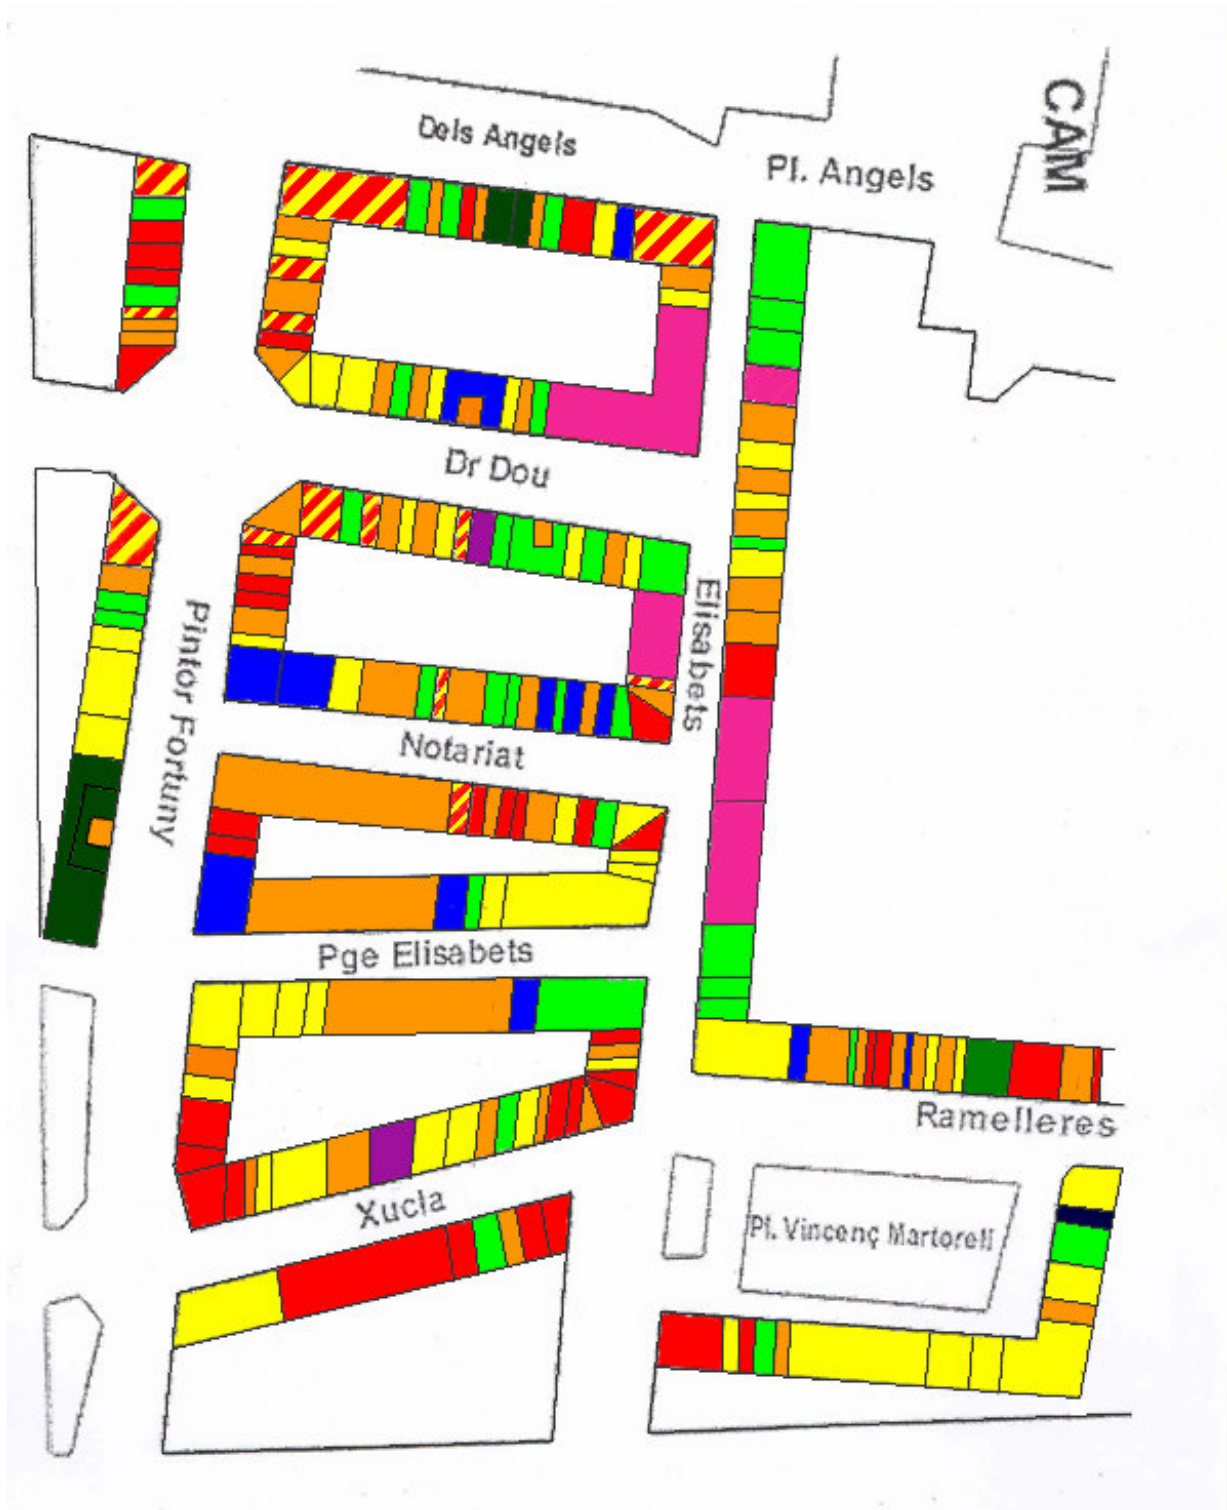 CAM
Dels Angels
Pl. Angels
Dr Dou
Elisabets
Pintor Fortuny
Notariat
Pge Elisabets
Ramelleres
Xucla
Pl. Vincenç Martorell